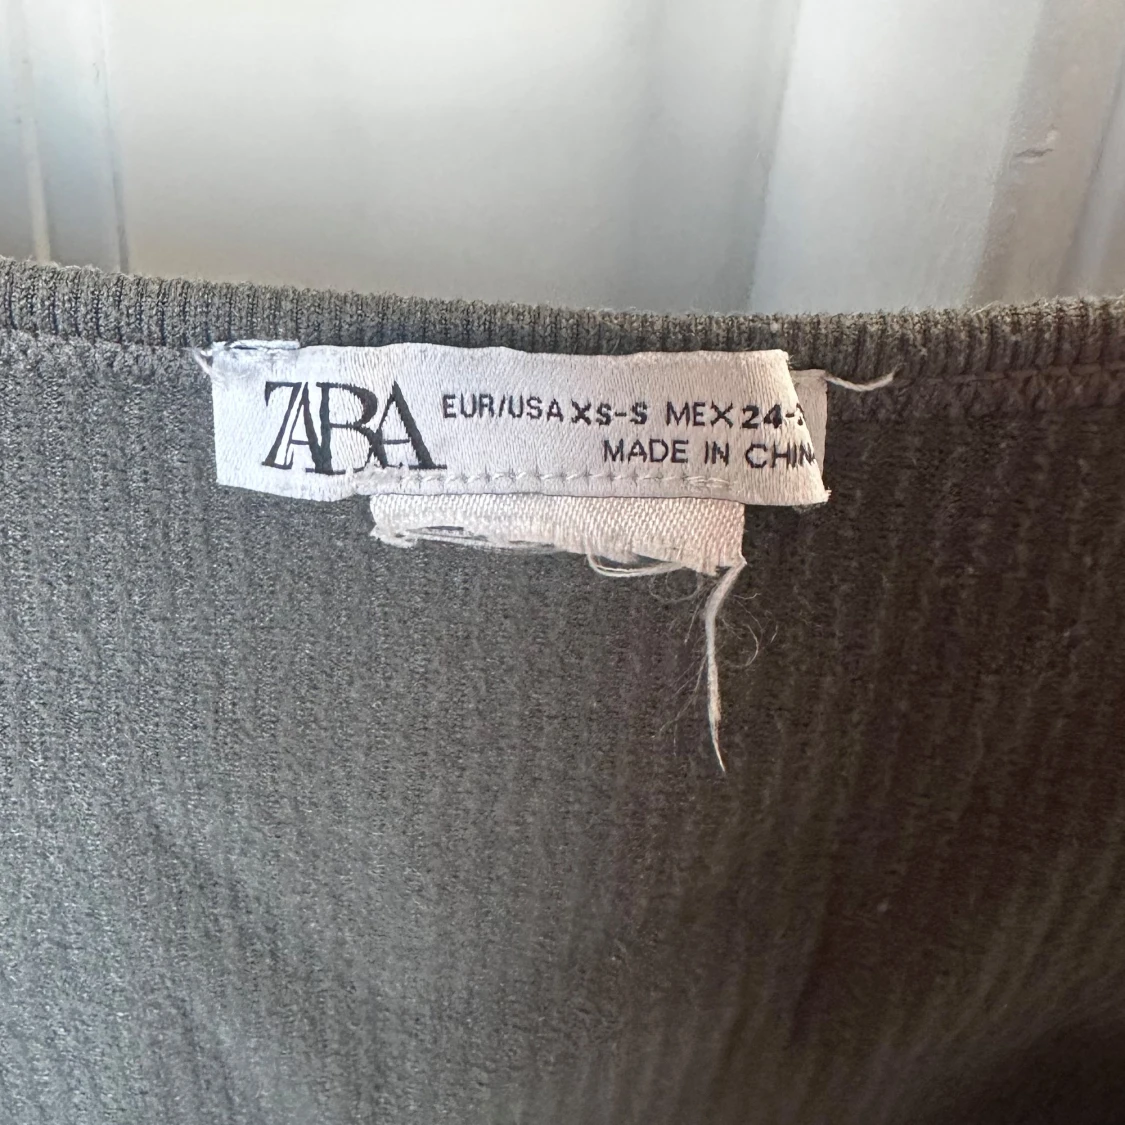 ZARA EUR/USA XS-S MEX 24-
MADE IN CHINA